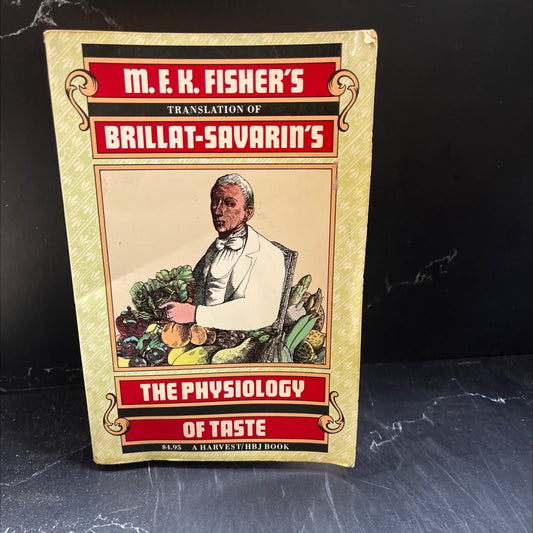 M. F. K. FISHER'S
TRANSLATION OF
BRILLAT-SAVARIN'S
THE PHYSIOLOGY
OF TASTE
$4.95 A HARVEST/HBJ BOOK